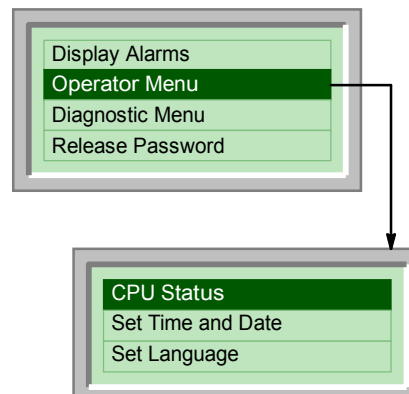 Display Alarms
Operator Menu
Diagnostic Menu
Release Password
CPU Status
Set Time and Date
Set Language